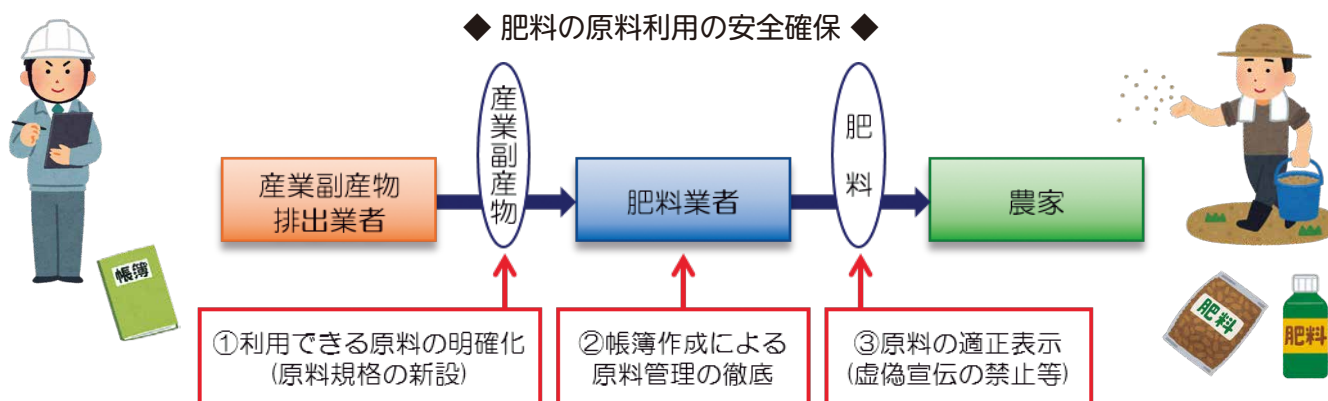 ◆ 肥料の原料利用の安全確保 ◆
産業副産物
排出業者
産業副産物
肥料業者
肥料
農家
帳簿
①利用できる原料の明確化
(原料規格の新設)
②帳簿作成による
原料管理の徹底
③原料の適正表示
(虚偽宣伝の禁止等)
肥料
肥料